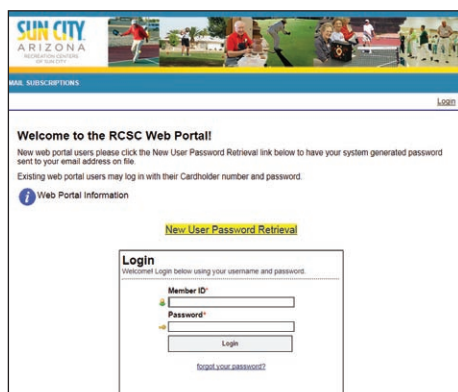 SUN CITY
ARIZONA
RECREATION CENTERS
OF SUN CITY
MAIL SUBSCRIPTIONS
Login
Welcome to the RCSC Web Portal!
New web portal users please click the New User Password Retrieval link below to have your system generated password
sent to your email address on file.
Existing web portal users may log in with their Cardholder number and password.
i Web Portal Information
New User Password Retrieval
Login
Welcome! Login below using your username and password.
Member ID*
Password*
Login
forgot your password?